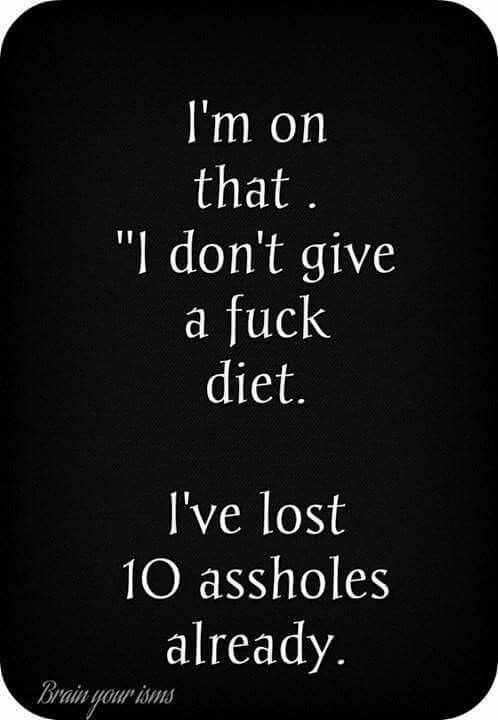 I'm on
that .
"I don't give
a fuck
diet.
I've lost
10 assholes
already.
Brain your isms